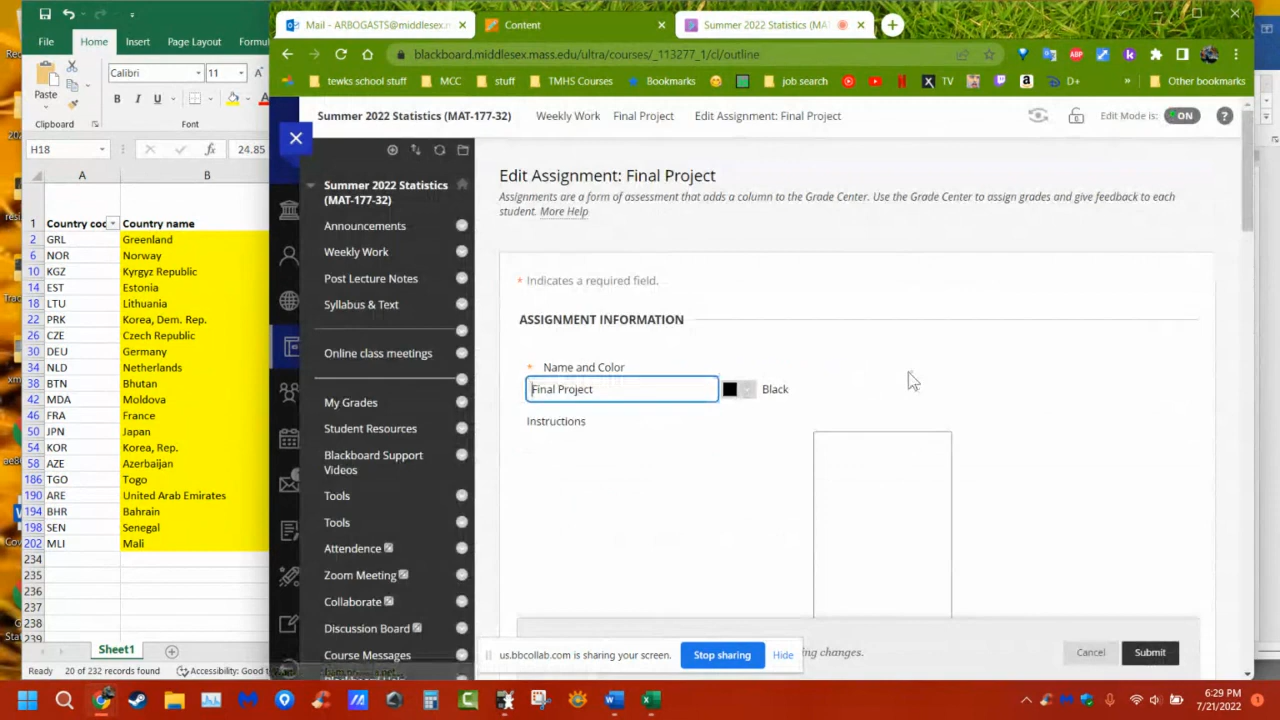 Mail - ARBOGASTS@middlesex.m
Content
Summer 2022 Statistics (MA
File
Home
Insert
Page Layout
Formu
blackboard.middlesex.mass.edu/ultra/courses/_113277_1/cl/outline
tewks school stuff
MCC
stuff
TMHS Courses
Bookmarks
job search
TV
D+
»
Other bookmarks
Calibri
11
Paste
B I U
Clipboard
Font
H18
24.85
Summer 2022 Statistics (MAT-177-32)
Weekly Work
Final Project
Edit Assignment: Final Project
Edit Mode is:
ON
?
A
B
1 Country coc Country name
2 GRL Greenland
6 NOR Norway
10 KGZ Kyrgyz Republic
14 EST Estonia
18 LTU Lithuania
22 PRK Korea, Dem. Rep.
26 CZE Czech Republic
30 DEU Germany
34 NLD Netherlands
38 BTN Bhutan
42 MDA Moldova
46 FRA France
50 JPN Japan
54 KOR Korea, Rep.
58 AZE Azerbaijan
186 TGO Togo
190 ARE United Arab Emirates
194 BHR Bahrain
198 SEN Senegal
202 MLI Mali
234
235
236
237
238
239
Sheet1
Ready
20 of 232 records found
Accessibility: Good t
Summer 2022 Statistics
(MAT-177-32)
Announcements
Weekly Work
Post Lecture Notes
Syllabus & Text
Online class meetings
My Grades
Student Resources
Blackboard Support
Videos
Tools
Tools
Attendence
Zoom Meeting
Collaborate
Discussion Board
Course Messages
Edit Assignment: Final Project
Assignments are a form of assessment that adds a column to the Grade Center. Use the Grade Center to assign grades and give feedback to each
student. More Help
* Indicates a required field.
ASSIGNMENT INFORMATION
* Name and Color
Final Project
Black
Instructions
us.bbcollab.com is sharing your screen.
Stop sharing
Hide
changes.
Cancel
Submit
6:29 PM
7/21/2022